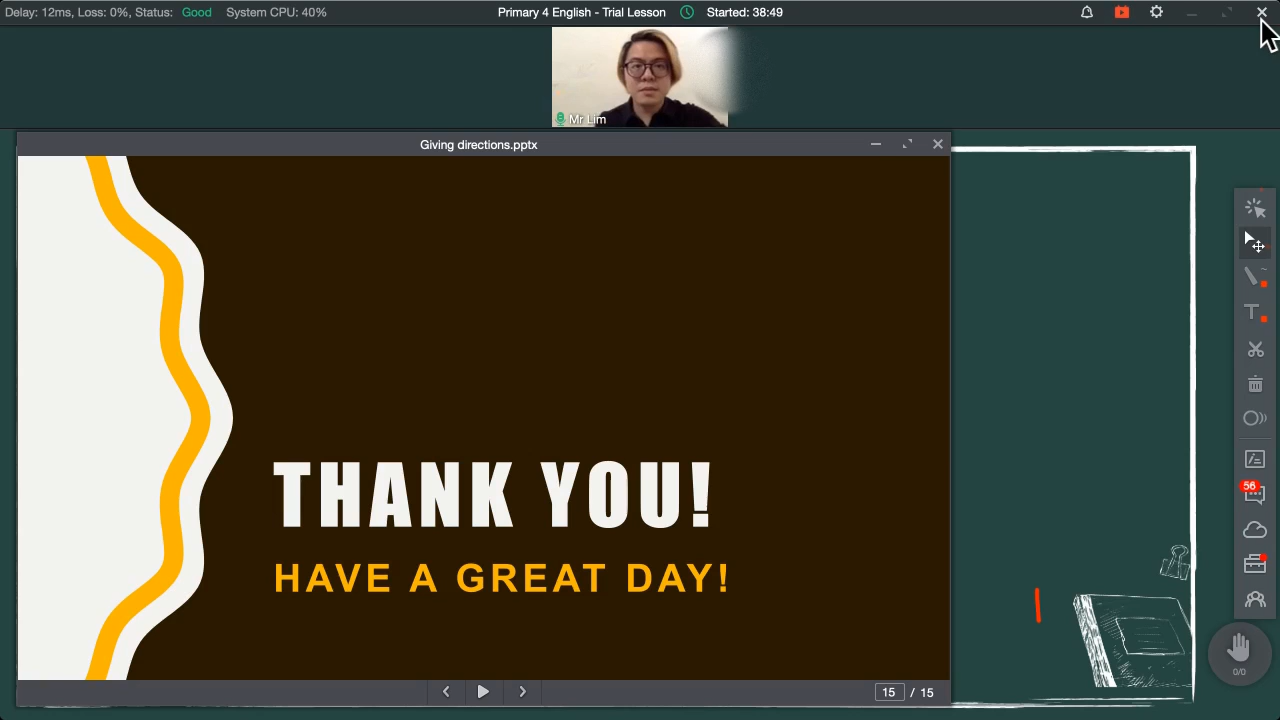 Delay: 12ms, Loss: 0%, Status: Good System CPU: 40%
Primary 4 English - Trial Lesson Started: 38:49
Mr Lim
Giving directions.pptx
THANK YOU!
HAVE A GREAT DAY!
56
0/0
15 / 15